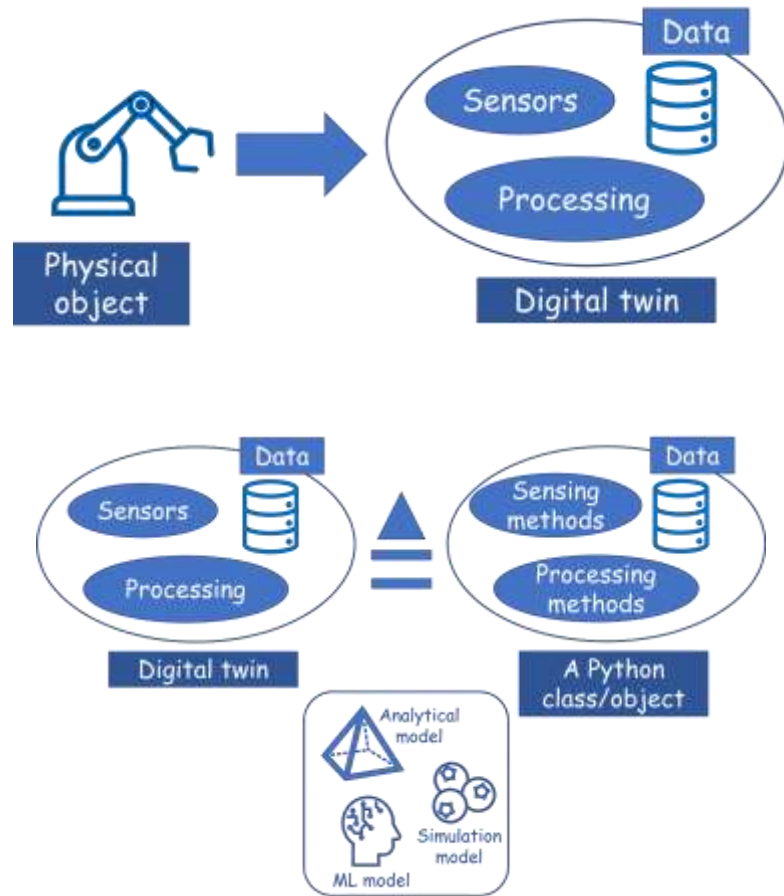 Data
Sensors
Processing
Physical
object
Digital twin
Data
Sensors
Processing
Digital twin
Data
Sensing
methods
Processing
methods
A Python
class/object
Analytical
model
Simulation
model
ML model